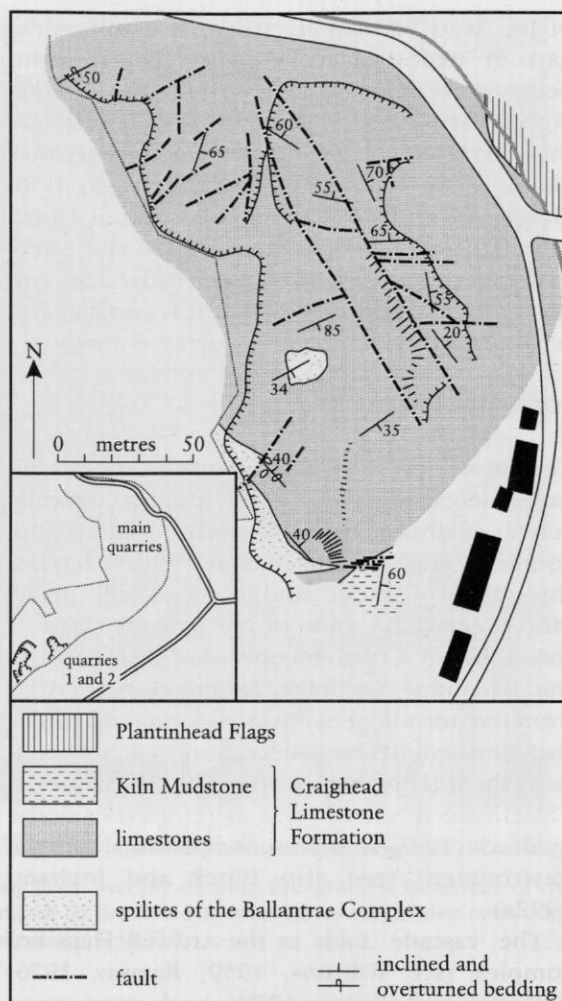 50
60
65
70
55
65
55
85
20
34
35
N
0 metres 50
40
40
60
main
quarries
quarries
1 and 2
Plantinhead Flags
Kiln Mudstone
limestones
Craighead
Limestone
Formation
spilites of the Ballantrae Complex
fault
inclined and
overturned bedding